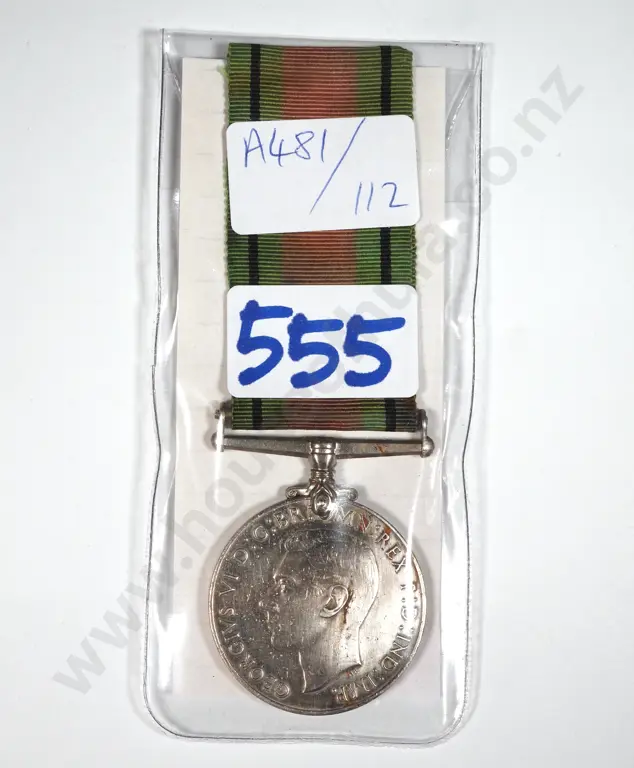 A481/
112
555
GEORGIVS VI D:G:BR:OMN:REX
IND:IMP.